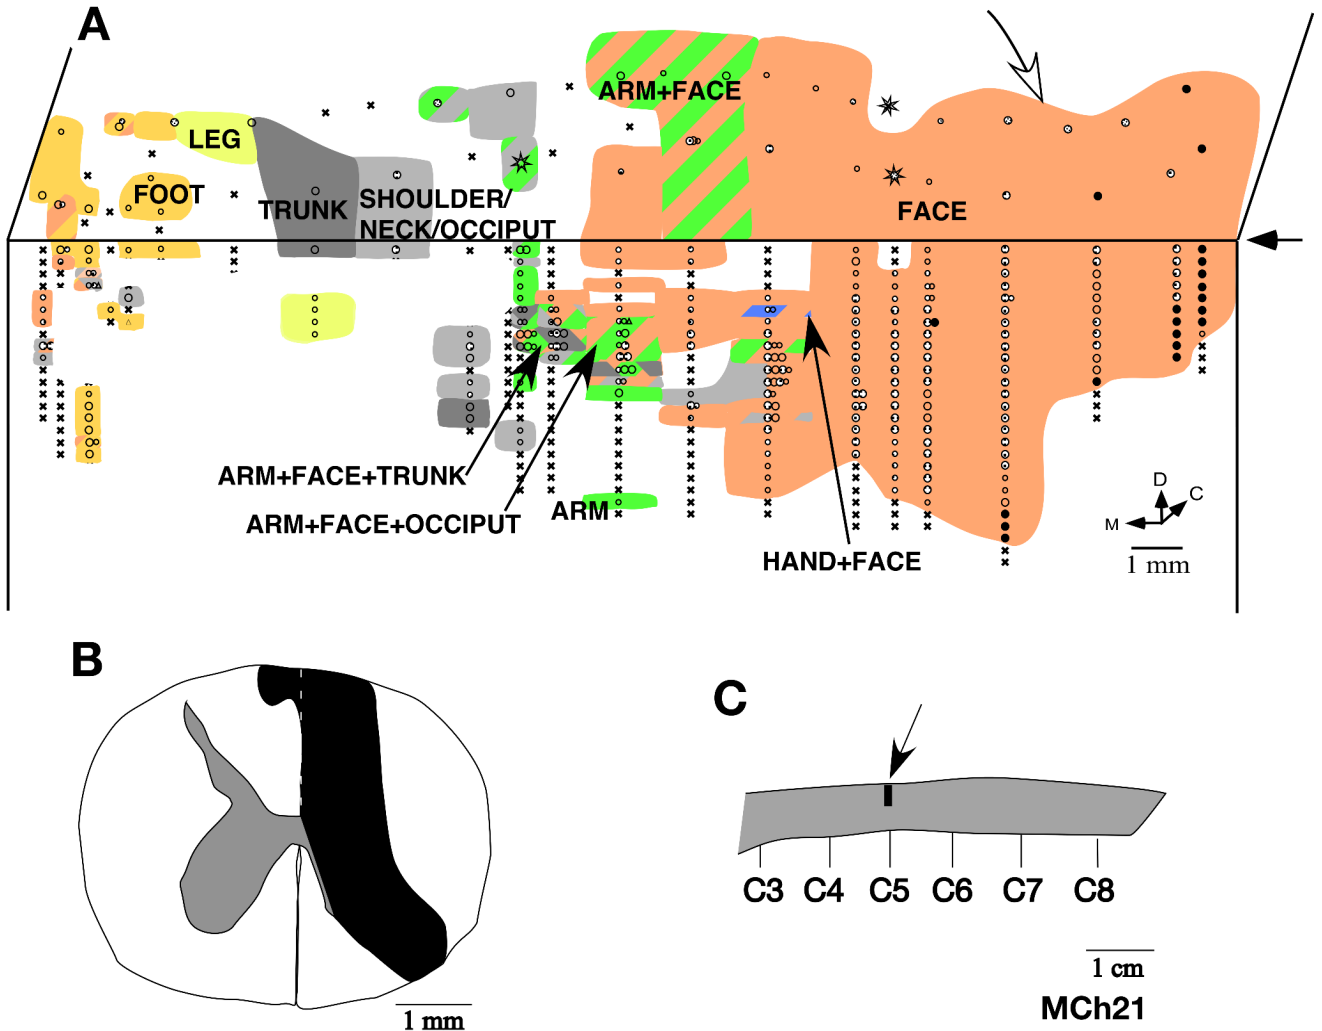 A
ARM+FACE
LEG
FOOT
TRUNK
SHOULDER/
NECK/OCCIPUT
FACE
ARM+FACE+TRUNK
ARM+FACE+OCCIPUT
ARM
HAND+FACE
D
C
M
1 mm
B
1 mm
C
C3 C4 C5 C6 C7 C8
1 cm
MCh21